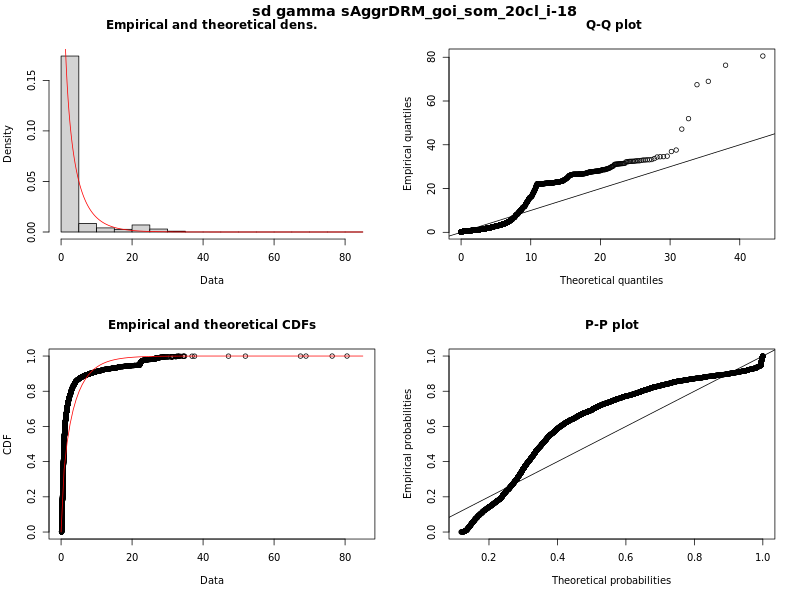 sd gamma sAggrDRM_goi_som_20cl_i-18
Empirical and theoretical dens.
Density
0.00 0.05 0.10 0.15
0 20 40 60 80
Data
Q-Q plot
Empirical quantiles
0 20 40 60 80
0 10 20 30 40
Theoretical quantiles
Empirical and theoretical CDFs
CDF
0.0 0.2 0.4 0.6 0.8 1.0
0 20 40 60 80
Data
P-P plot
Empirical probabilities
0.0 0.2 0.4 0.6 0.8 1.0
0.2 0.4 0.6 0.8 1.0
Theoretical probabilities